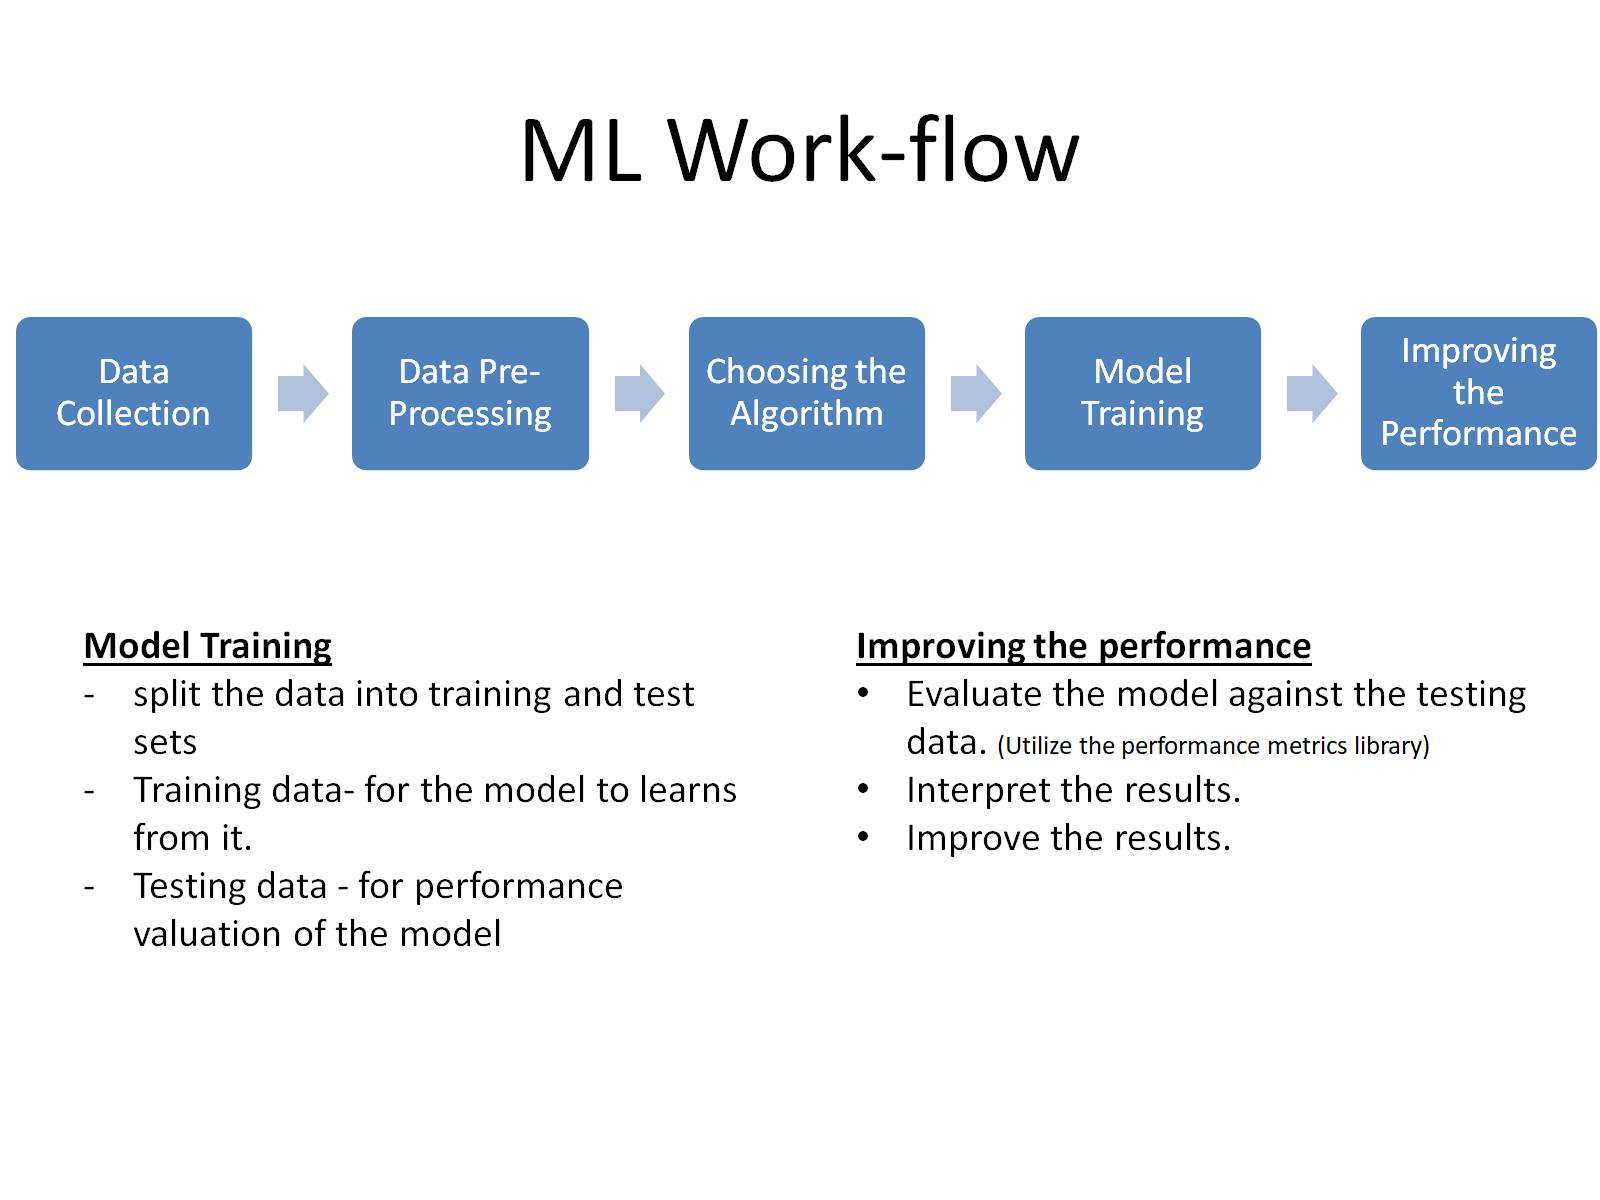 ML Work-flow
Data
Collection
Data Pre-
Processing
Choosing the
Algorithm
Model
Training
Improving
the
Performance
Model Training
- split the data into training and test
sets
- Training data- for the model to learns
from it.
- Testing data - for performance
valuation of the model
Improving the performance
• Evaluate the model against the testing
data. (Utilize the performance metrics library)
• Interpret the results.
• Improve the results.